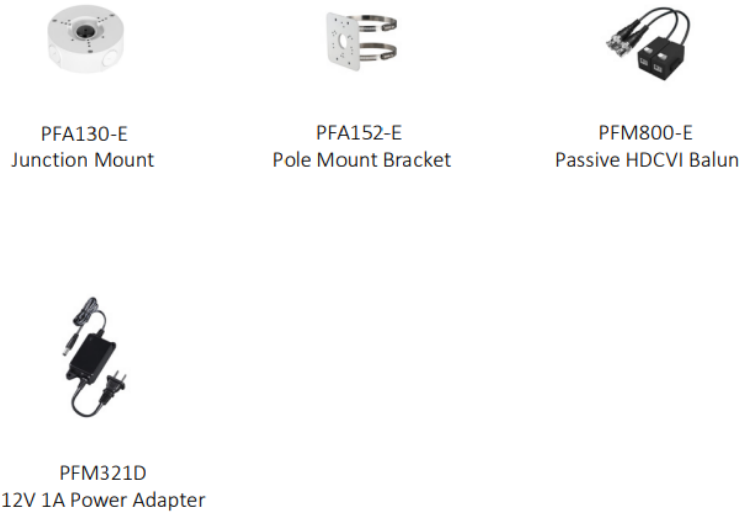 PFA130-E
Junction Mount
PFA152-E
Pole Mount Bracket
PFM800-E
Passive HDCVI Balun
PFM321D
12V 1A Power Adapter